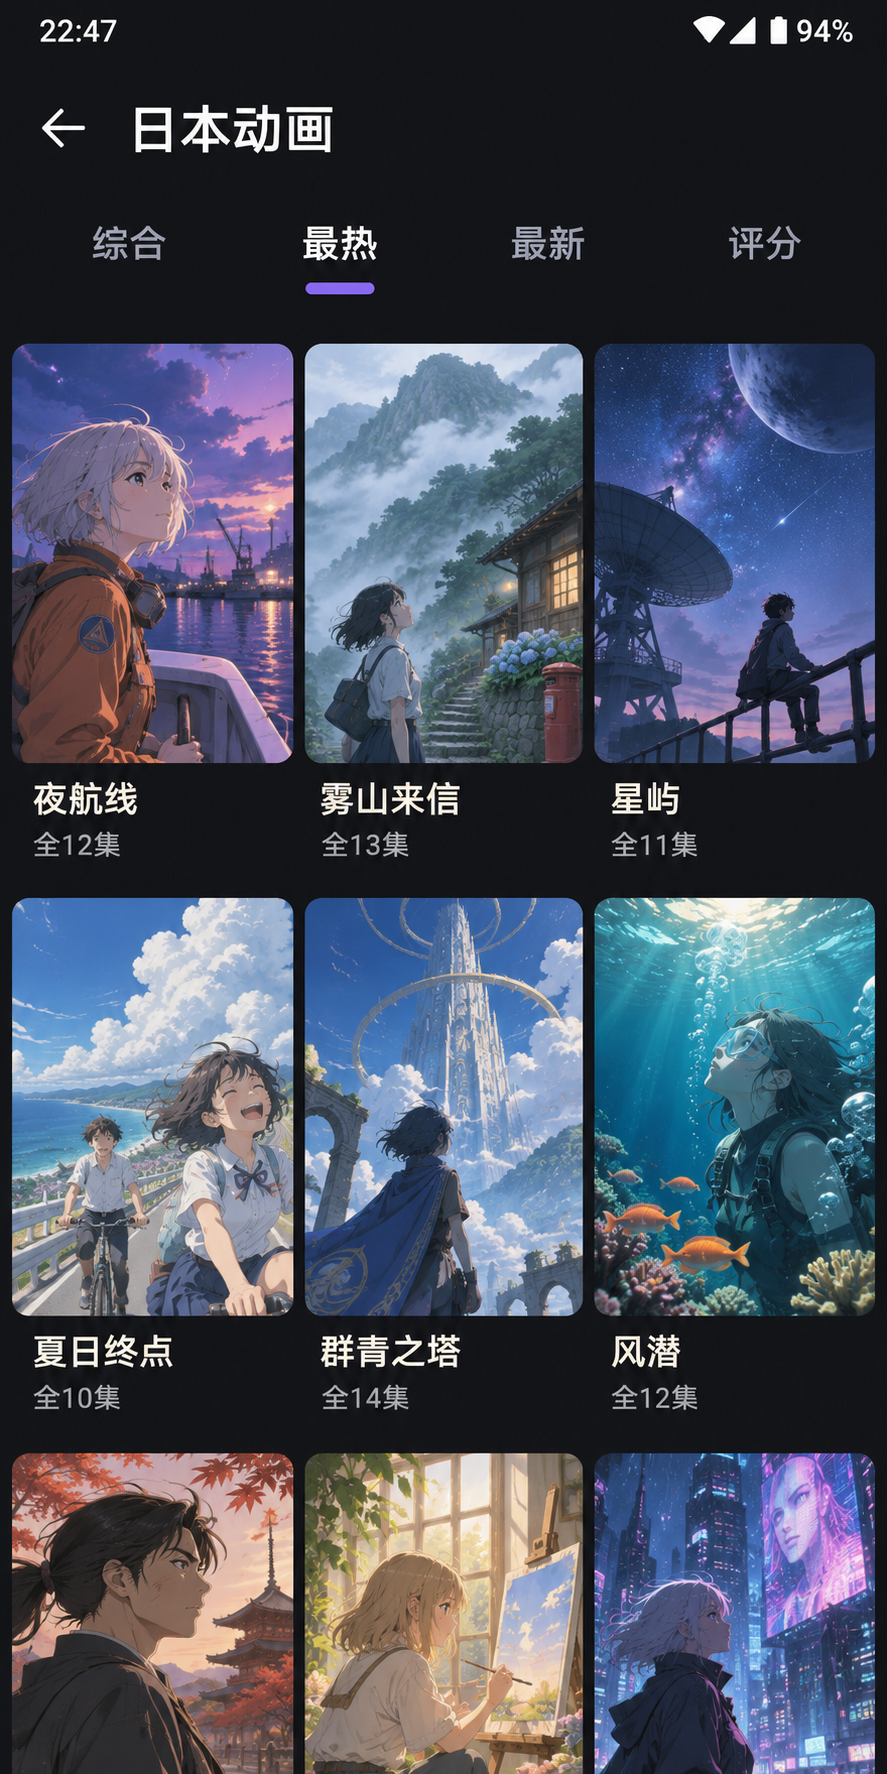 22:47 94%
日本动画
综合 最热 最新 评分
夜航线 雾山来信 星屿
全12集 全13集 全11集
夏日终点 群青之塔 风潜
全10集 全14集 全12集